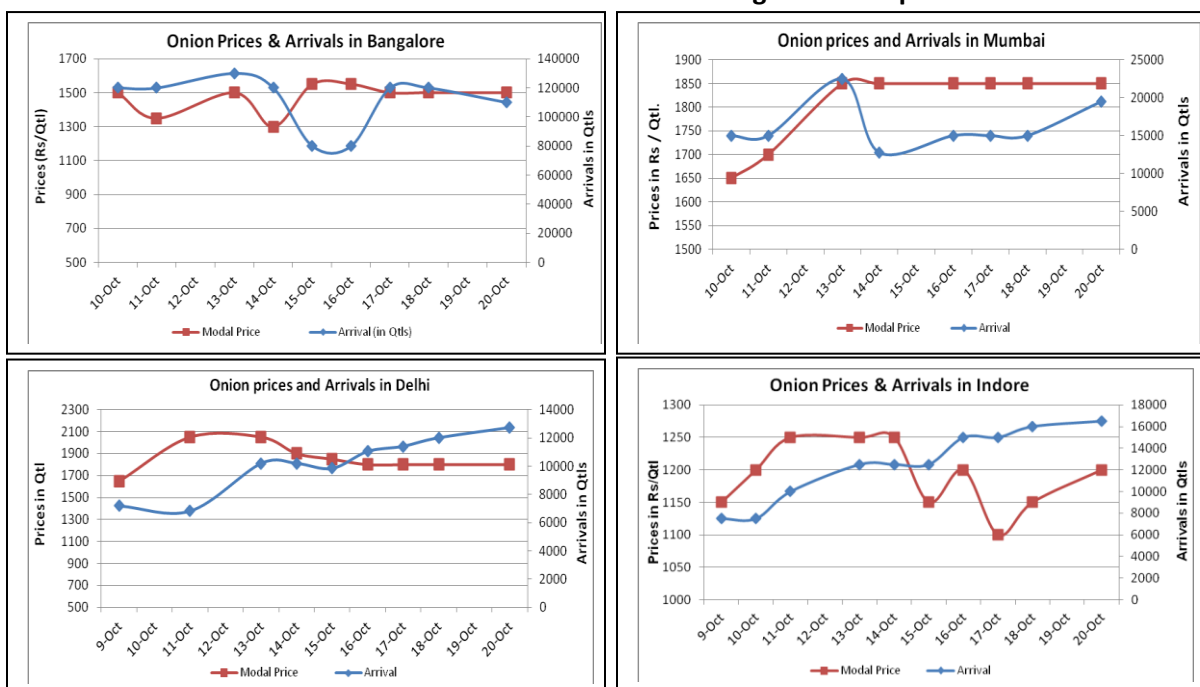 Onion Prices & Arrivals in Bangalore
1700
1500
1300
1100
900
700
500
Prices (Rs/Qtl)
140000
120000
100000
80000
60000
40000
20000
0
Arrivals in Qtls
10-Oct
11-Oct
12-Oct
13-Oct
14-Oct
15-Oct
16-Oct
17-Oct
18-Oct
19-Oct
20-Oct
Modal Price
Arrival (in Qtls)
Onion prices and Arrivals in Mumbai
1900
1850
1800
1750
1700
1650
1600
1550
1500
Prices in Rs / Qtl.
25000
20000
15000
10000
5000
0
Arrivals in Qtls
10-Oct
11-Oct
12-Oct
13-Oct
14-Oct
15-Oct
16-Oct
17-Oct
18-Oct
19-Oct
20-Oct
Modal Price
Arrival
Onion prices and Arrivals in Delhi
2300
2100
1900
1700
1500
1300
1100
900
700
500
Prices in Qtl
14000
12000
10000
8000
6000
4000
2000
0
Arrivals in Qtls
9-Oct
10-Oct
11-Oct
12-Oct
13-Oct
14-Oct
15-Oct
16-Oct
17-Oct
18-Oct
19-Oct
20-Oct
Modal Price
Arrival
Onion Prices & Arrivals in Indore
1300
1250
1200
1150
1100
1050
1000
Prices in Rs/Qtl
18000
16000
14000
12000
10000
8000
6000
4000
2000
0
Arrivals in Qtls
9-Oct
10-Oct
11-Oct
12-Oct
13-Oct
14-Oct
15-Oct
16-Oct
17-Oct
18-Oct
19-Oct
20-Oct
Modal Price
Arrival